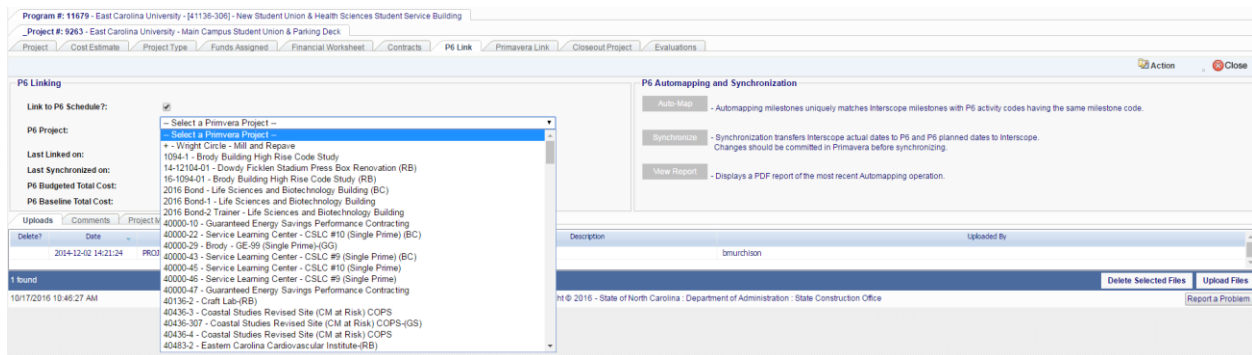 Program #: 11679 - East Carolina University - [41136-306] - New Student Union & Health Sciences Student Service Building
_Project #: 9263 - East Carolina University - Main Campus Student Union & Parking Deck
Project Cost Estimate Project Type Funds Assigned Financial Worksheet Contracts P6 Link Primavera Link Closeout Project Evaluations
Action Close
P6 Linking
Link to P6 Schedule?:
P6 Project: -- Select a Primvera Project --
Last Linked on:
Last Synchronized on:
P6 Budgeted Total Cost:
P6 Baseline Total Cost:
-- Select a Primvera Project --
+ - Wright Circle - Mill and Repave
1094-1 - Brody Building High Rise Code Study
14-12104-01 - Dowdy Ficklen Stadium Press Box Renovation (RB)
16-1094-01 - Brody Building High Rise Code Study (RB)
2016 Bond - Life Sciences and Biotechnology Building (BC)
2016 Bond-1 - Life Sciences and Biotechnology Building
2016 Bond-2 Trainer - Life Sciences and Biotechnology Building
40000-10 - Guaranteed Energy Savings Performance Contracting
40000-22 - Service Learning Center - CSLC #10 (Single Prime) (BC)
40000-29 - Brody - GE-99 (Single Prime)-(GG)
40000-43 - Service Learning Center - CSLC #9 (Single Prime) (BC)
40000-45 - Service Learning Center - CSLC #10 (Single Prime)
40000-46 - Service Learning Center - CSLC #9 (Single Prime)
40000-47 - Guaranteed Energy Savings Performance Contracting
40136-2 - Craft Lab-(RB)
40436-3 - Coastal Studies Revised Site (CM at Risk) COPS
40436-307 - Coastal Studies Revised Site (CM at Risk) COPS-(GS)
40436-4 - Coastal Studies Revised Site (CM at Risk) COPS
40483-2 - Eastern Carolina Cardiovascular Institute-(RB)
P6 Automapping and Synchronization
Auto-Map - Automapping milestones uniquely matches Interscope milestones with P6 activity codes having the same milestone code.
Synchronize - Synchronization transfers Interscope actual dates to P6 and P6 planned dates to Interscope.
Changes should be committed in Primavera before synchronizing.
View Report - Displays a PDF report of the most recent Automapping operation.
Uploads Comments Project M
Delete? Date Description Uploaded By
2014-12-02 14:21:24 PROJ bmurchison
1 found Delete Selected Files Upload Files
10/17/2016 10:46:27 AM ht © 2016 - State of North Carolina : Department of Administration : State Construction Office Report a Problem